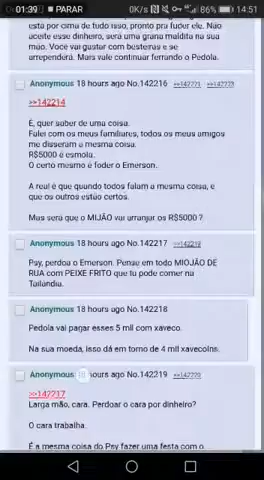 01:39 PARAR 0K/s 86% 14:51
está por cima de tudo isso, pronto pra fuder ele. Não
aceite esse dinheiro, será uma grana maldita na sua
mão. Voce vai gastar com besteiras e se
arrependerá. Mais vale continuar ferrando o Pedola.
Anonymous 18 hours ago No.142216
>>142214
E, quer saber de uma coisa.
Falei com os meus familiares, todos os meus amigos
me disseram a mesma coisa.
R$5000 é esmola.
O certo mesmo é foder o Emerson.
A real é que quando todos falam a mesma coisa, é
que os outros estão certos.
Mas será que o MIJÃO vai arranjar os R$5000 ?
Anonymous 18 hours ago No.142217 >>142219
Psy, perdoa o Emerson. Pense em todo MIOJÃO DE
RUA com PEIXE FRITO que tu pode comer na
Tailandia.
Anonymous 18 hours ago No.142218
Pedola vai pagar esses 5 mil com xaveco.
Na sua moeda, isso dá em torno de 4 mil xavecoins.
Anonymous hours ago No.142219
>>142217
Larga mão, cara. Perdoar o cara por dinheiro?
O cara trabalha.
É a mesma coisa do Psy fazer uma festa com o